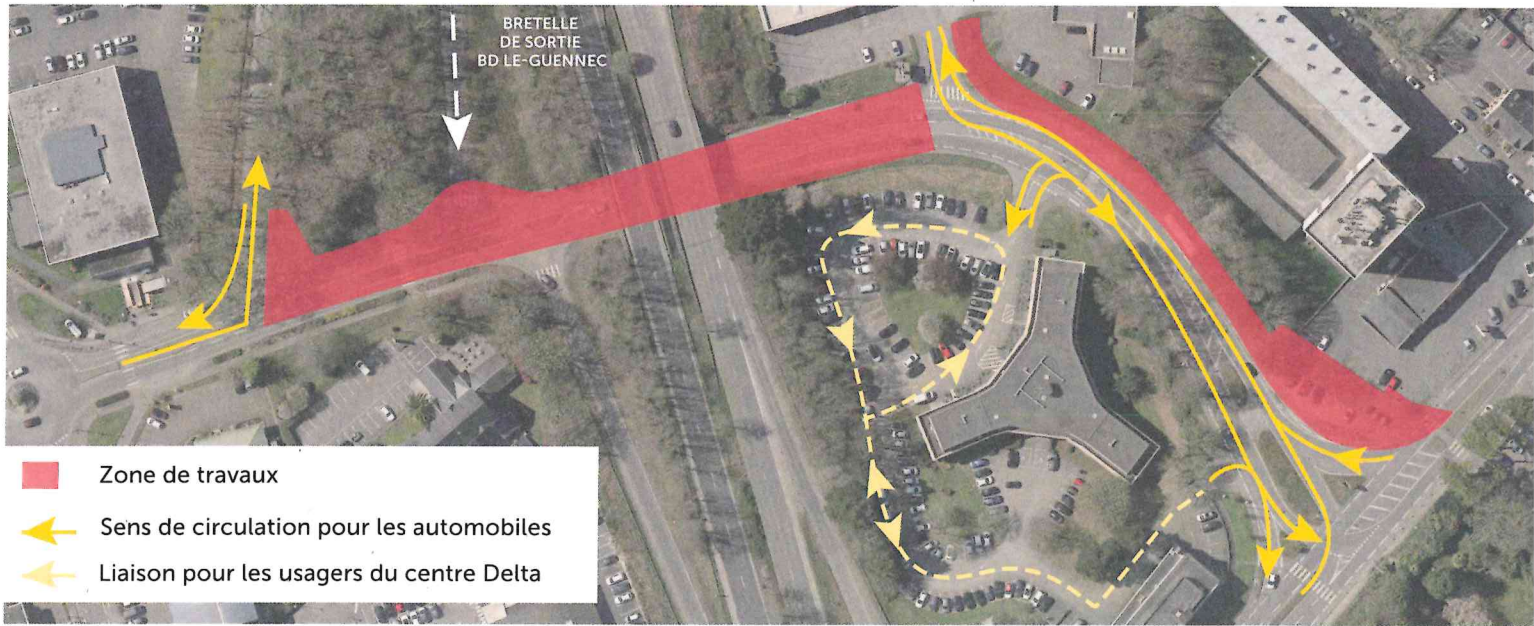 BRETELLE
DE SORTIE
BD LE-GUENNEC
Zone de travaux
Sens de circulation pour les automobiles
Liaison pour les usagers du centre Delta